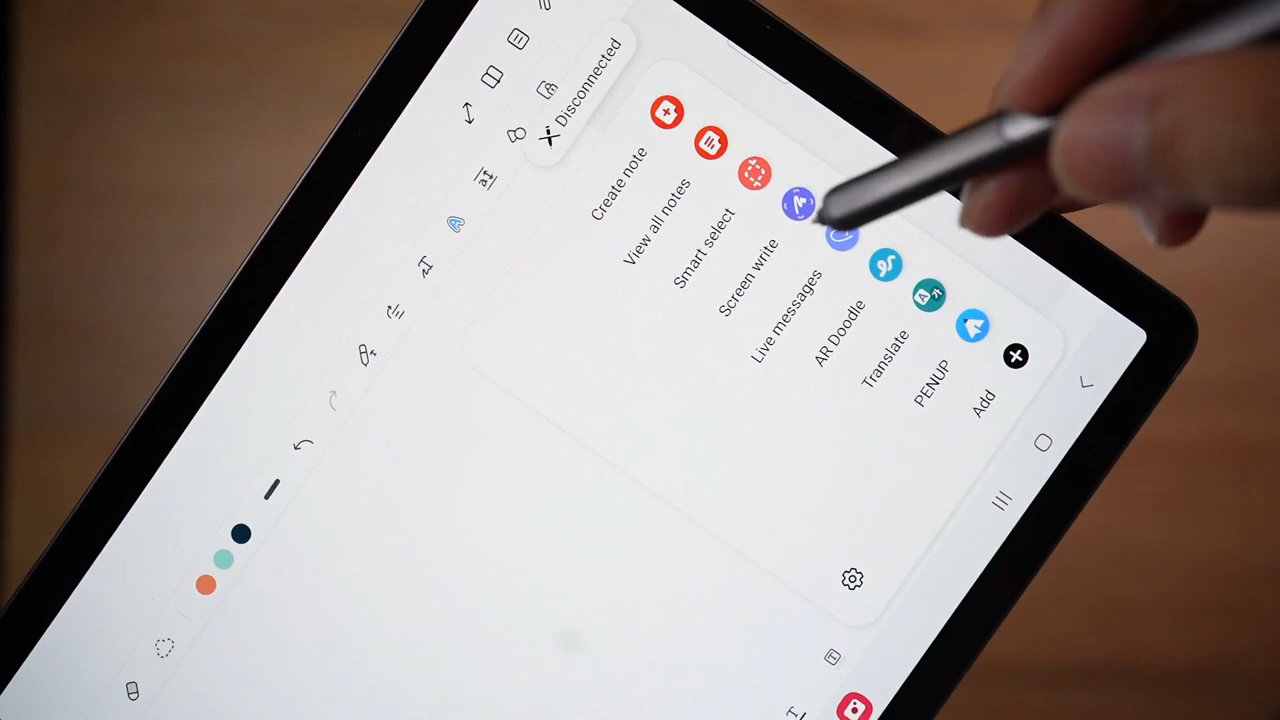 Disconnected
Create note
View all notes
Smart select
Screen write
Live messages
AR Doodle
Translate
PENUP
Add